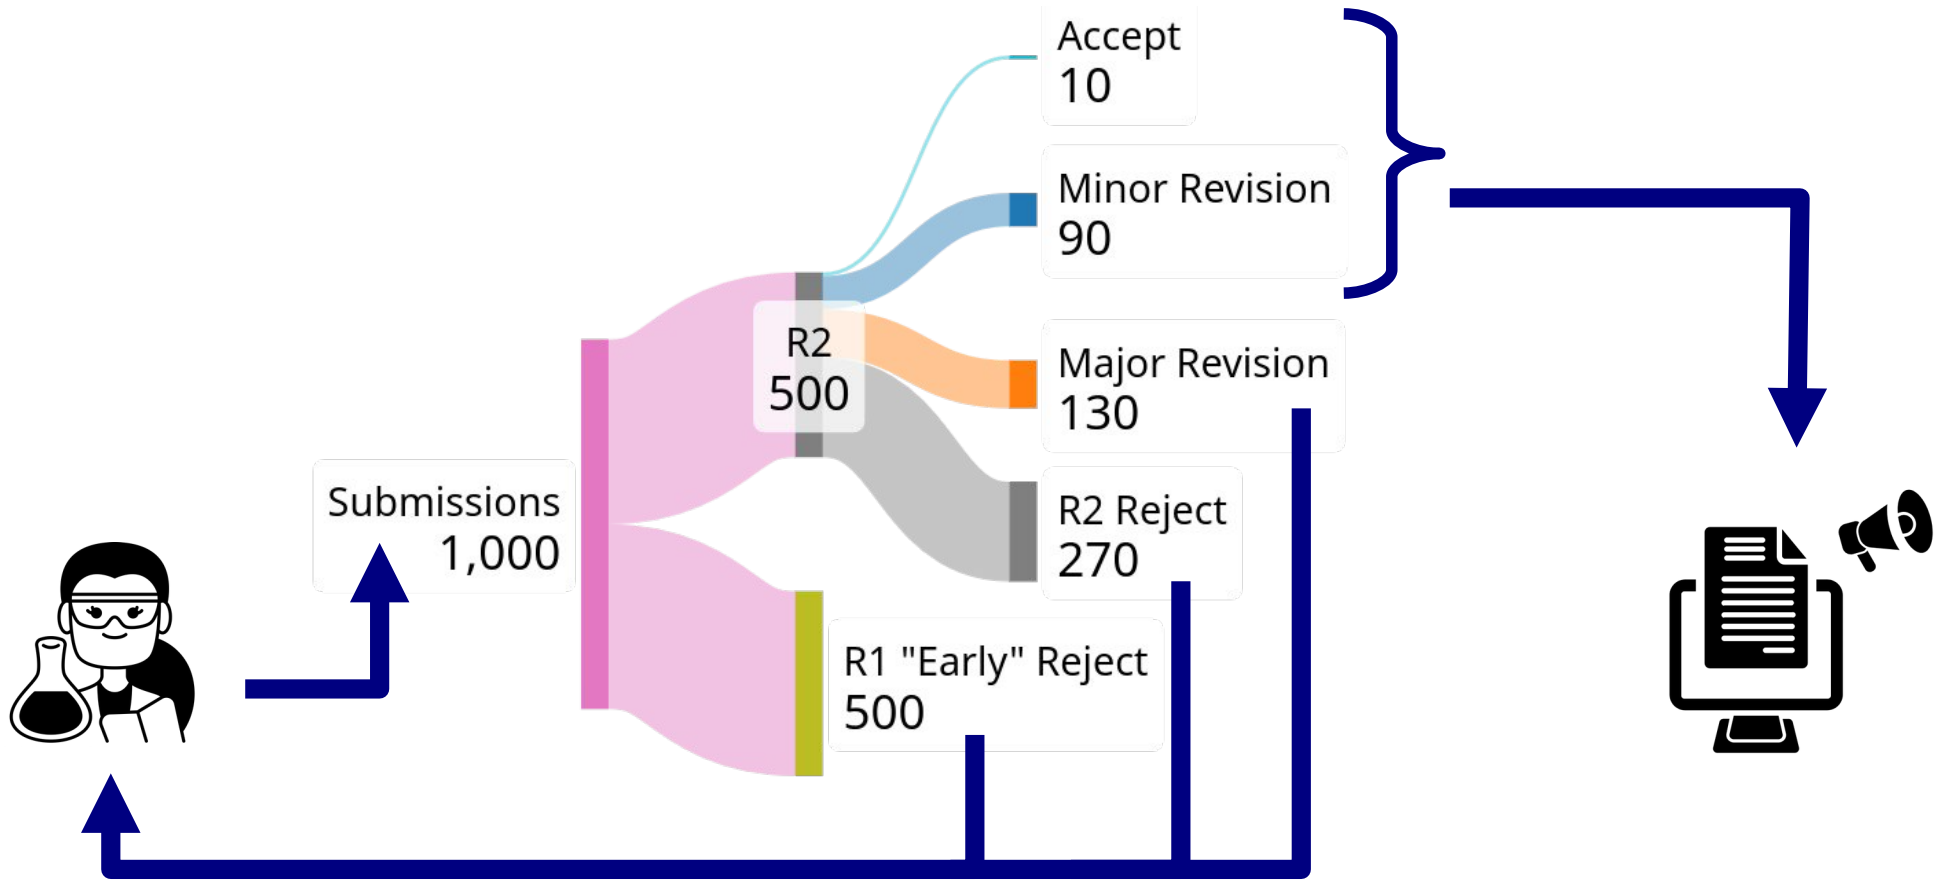 Accept
10
Minor Revision
90
R2
500
Major Revision
130
Submissions
1,000
R2 Reject
270
R1 "Early" Reject
500